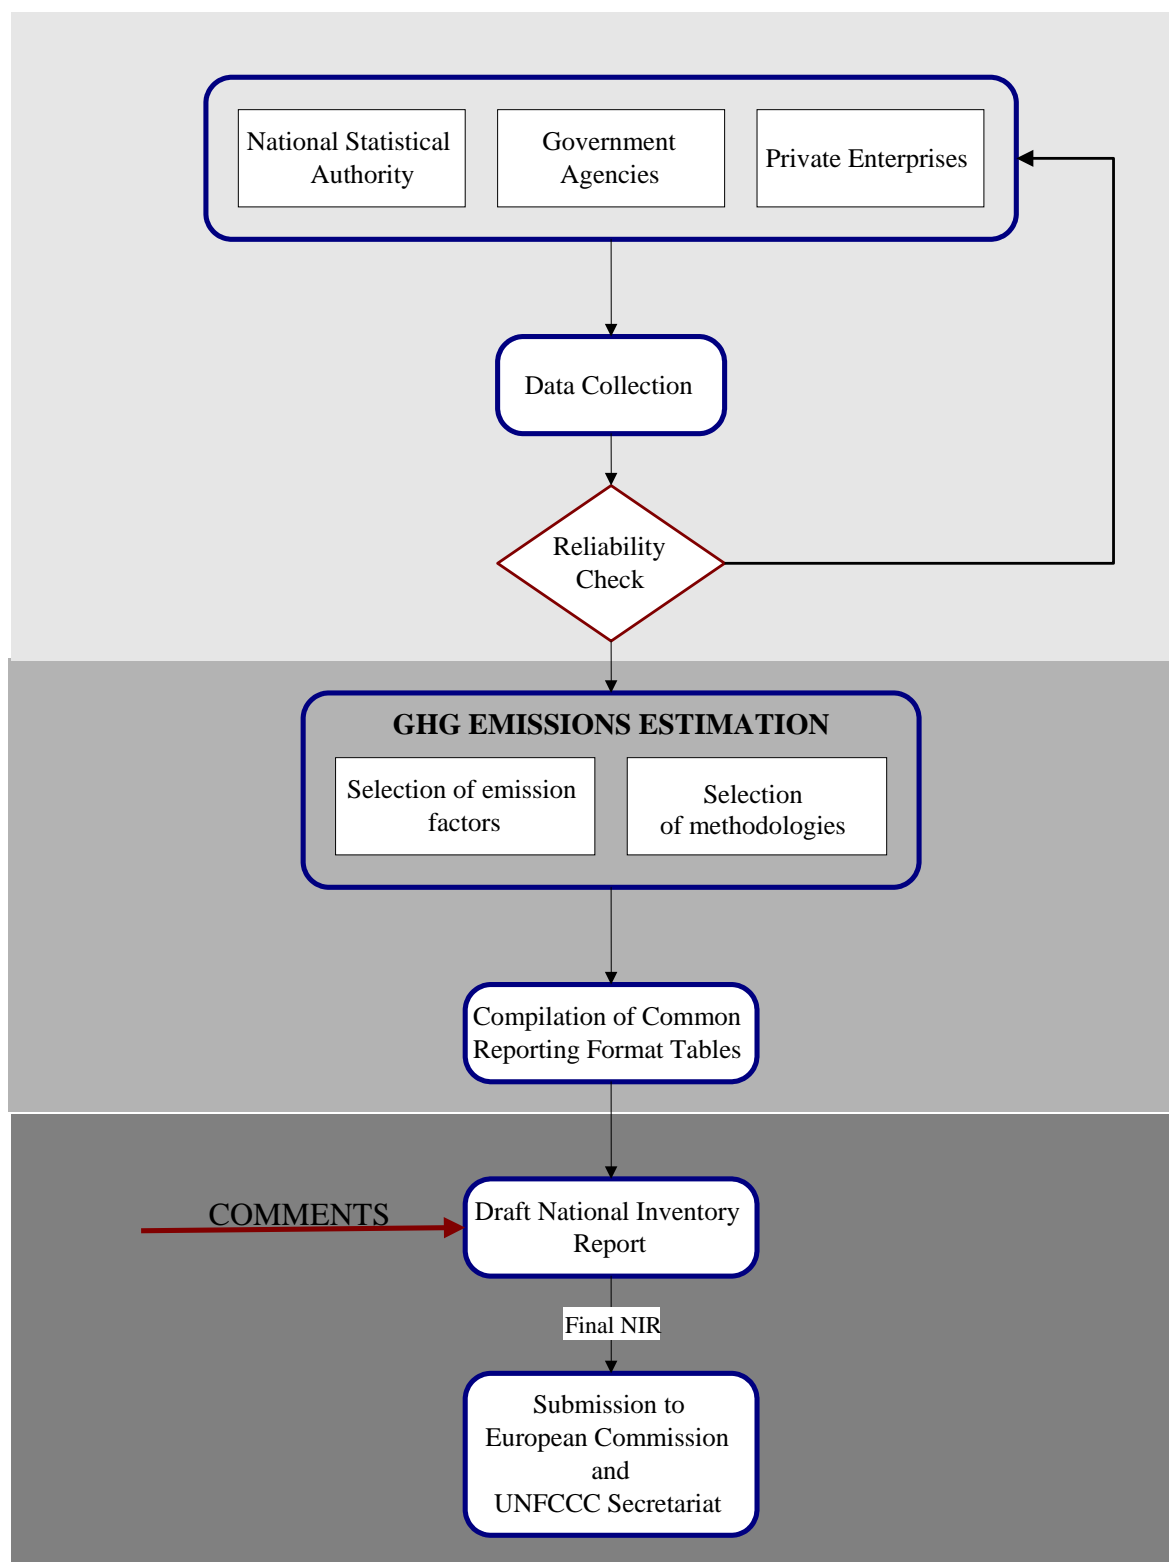 National Statistical
Authority
Government
Agencies
Private Enterprises
Data Collection
Reliability
Check
GHG EMISSIONS ESTIMATION
Selection of emission
factors
Selection
of methodologies
Compilation of Common
Reporting Format Tables
COMMENTS
Draft National Inventory
Report
Final NIR
Submission to
European Commission
and
UNFCCC Secretariat